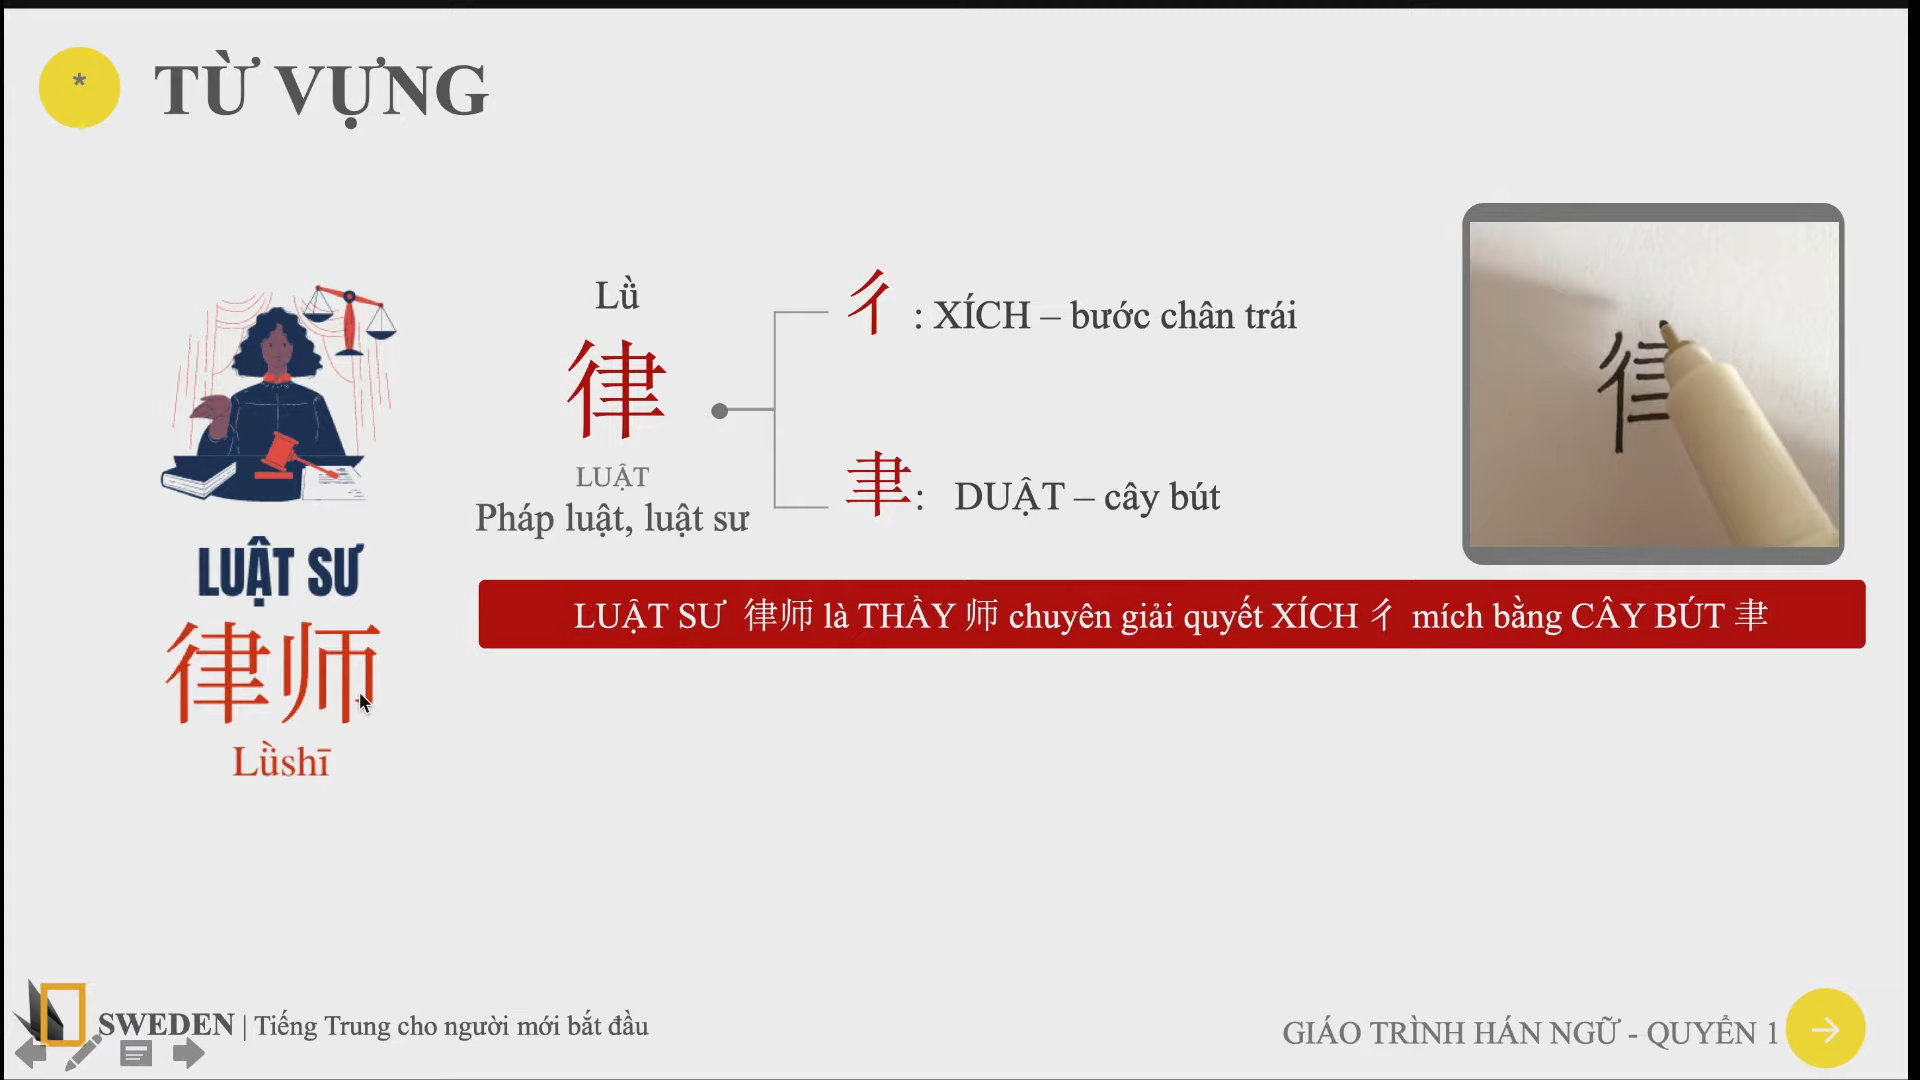 *
TỪ VỰNG
Lǜ
律
LUẬT
Pháp luật, luật sư
彳 : XÍCH – bước chân trái
聿 : DUẬT – cây bút
LUẬT SƯ
律师
Lǜshī
LUẬT SƯ 律师 là THẦY 师 chuyên giải quyết XÍCH 彳 mích bằng CÂY BÚT 聿
SWEDEN | Tiếng Trung cho người mới bắt đầu
GIÁO TRÌNH HÁN NGỮ - QUYỂN 1